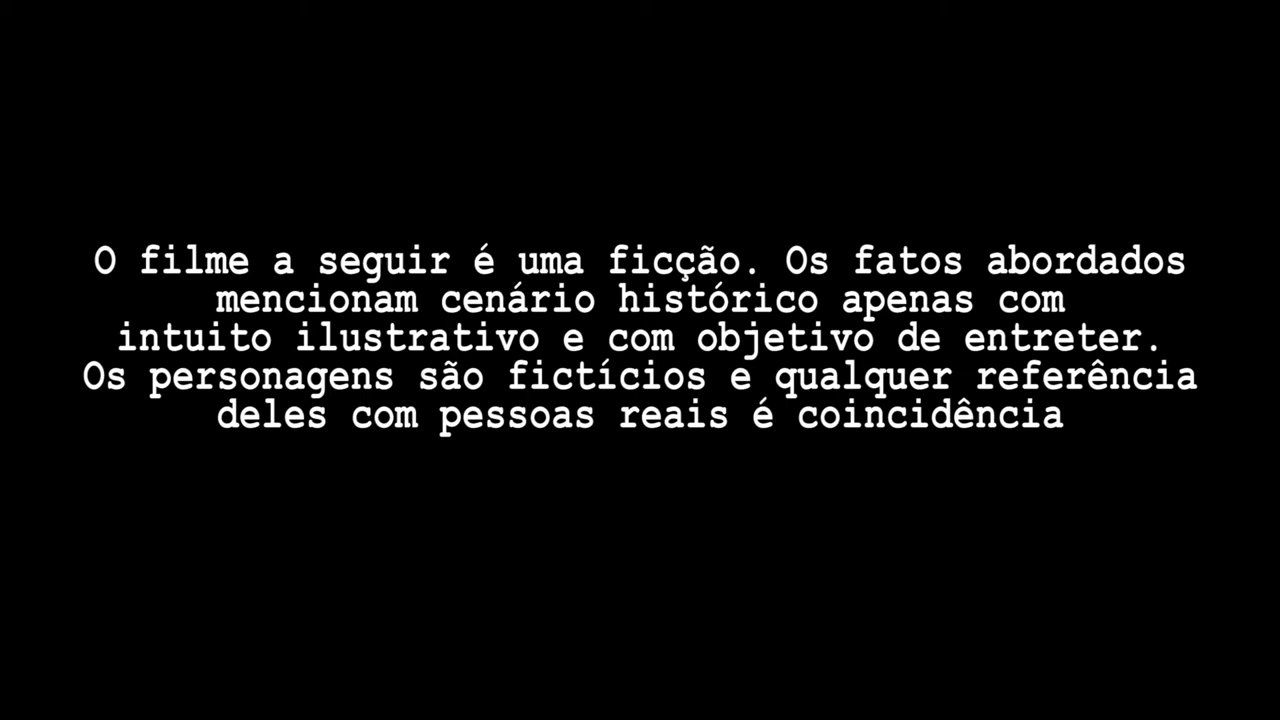 O filme a seguir é uma ficção. Os fatos abordados
mencionam cenário histórico apenas com
intuito ilustrativo e com objetivo de entreter.
Os personagens são fictícios e qualquer referência
deles com pessoas reais é coincidência